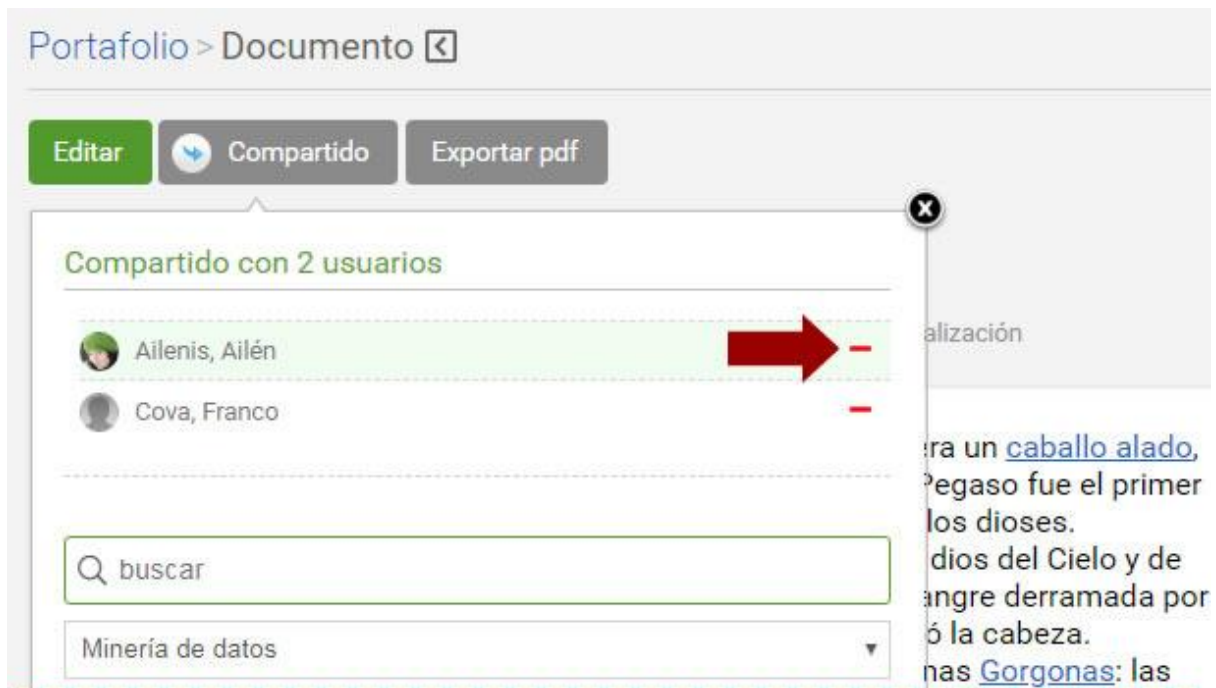 Portafolio > Documento
Editar
Compartido
Exportar pdf
Compartido con 2 usuarios
Ailenis, Ailén
Cova, Franco
buscar
Minería de datos
alización
era un caballo alado,
Pegaso fue el primer
los dioses.
dios del Cielo y de
angre derramada por
ó la cabeza.
nas Gorgonas: las